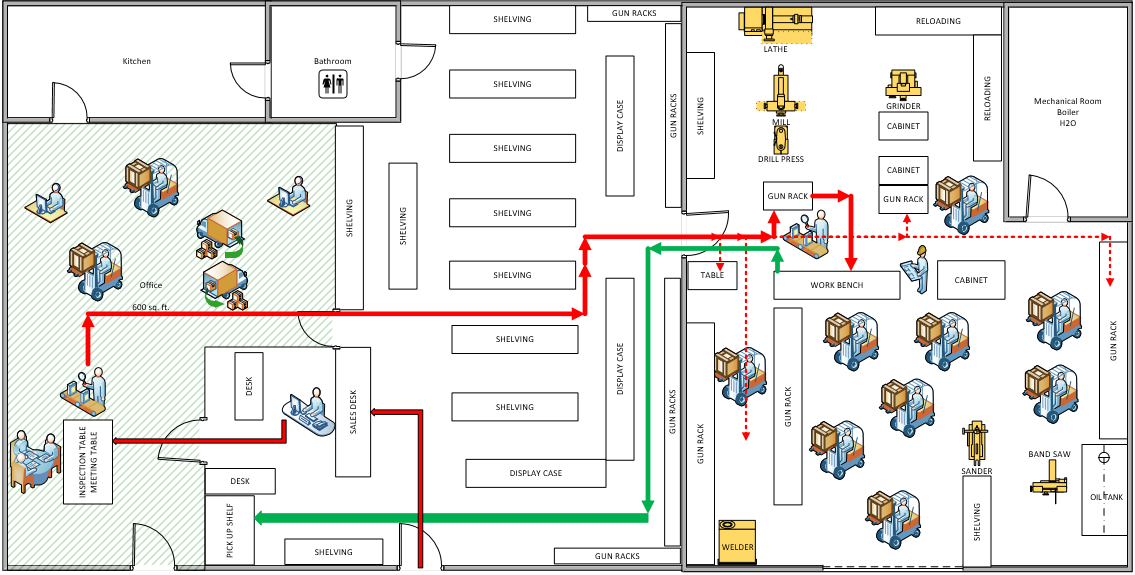 Kitchen
Bathroom
SHELVING
GUN RACKS
SHELVING
SHELVING
SHELVING
SHELVING
SHELVING
SHELVING
DISPLAY CASE
GUN RACKS
SHELVING
SHELVING
SHELVING
DISPLAY CASE
DISPLAY CASE
GUN RACKS
GUN RACKS
Office
600 sq. ft.
DESK
SALES DESK
INSPECTION TABLE
MEETING TABLE
DESK
PICK UP SHELF
SHELVING
LATHE
RELOADING
RELOADING
SHELVING
MILL
DRILL PRESS
GRINDER
CABINET
CABINET
GUN RACK
GUN RACK
Mechanical Room
Boiler
H2O
TABLE
WORK BENCH
CABINET
GUN RACK
GUN RACK
GUN RACK
SANDER
BAND SAW
OIL TANK
SHELVING
WELDER